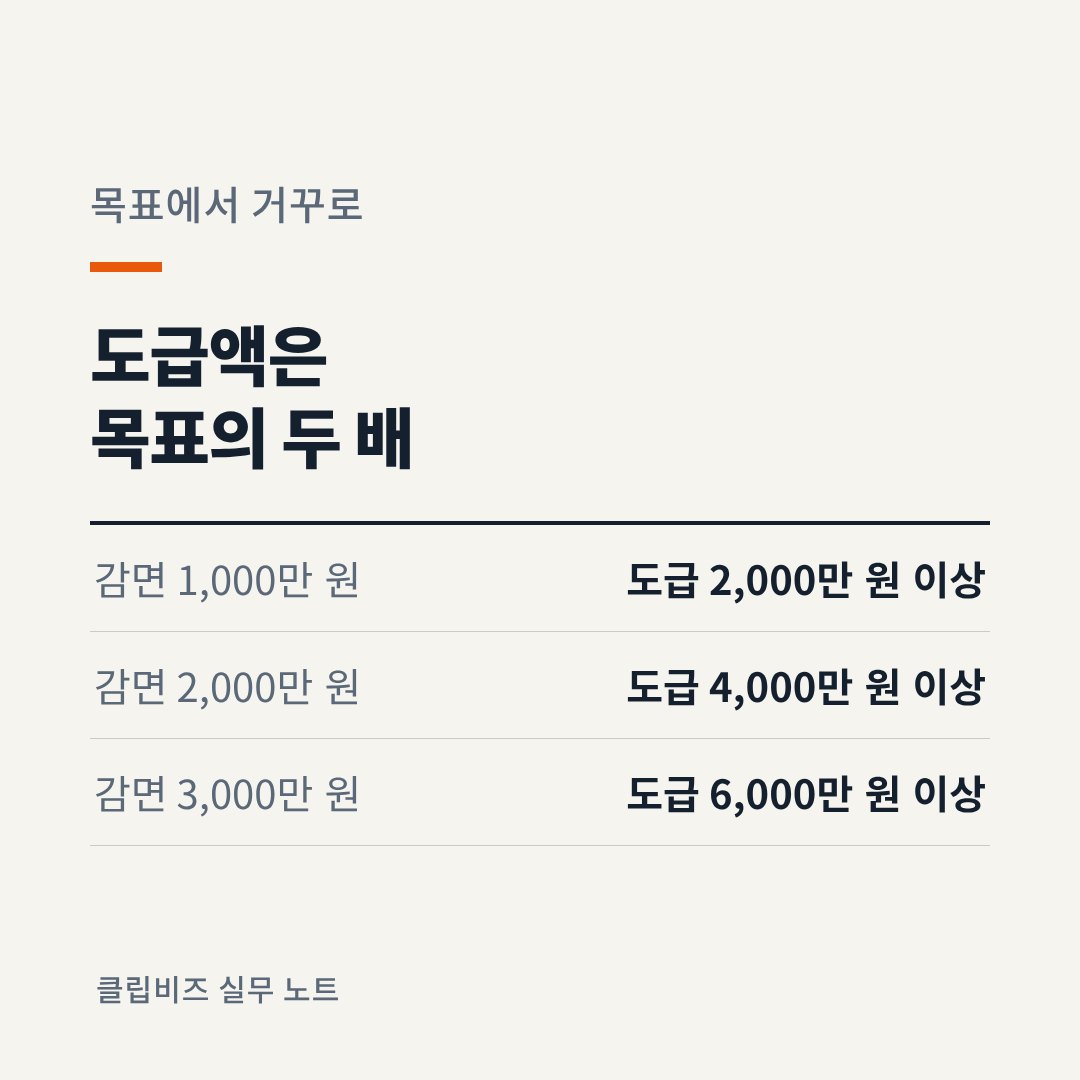 목표에서 거꾸로
도급액은
목표의 두 배
감면 1,000만 원 도급 2,000만 원 이상
감면 2,000만 원 도급 4,000만 원 이상
감면 3,000만 원 도급 6,000만 원 이상
클립비즈 실무 노트